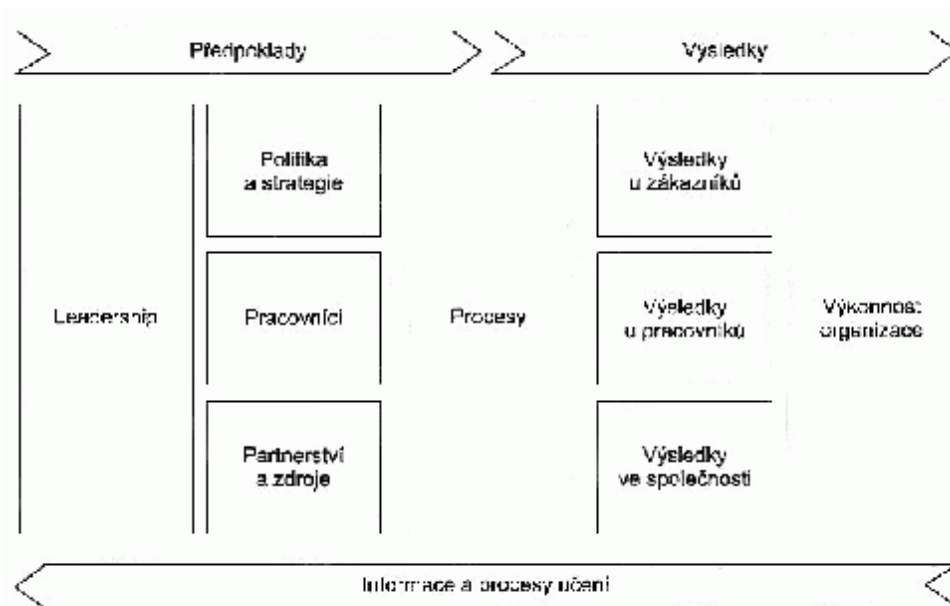 Předpoklady
Výsledky
Leadership
Politika
a strategie
Pracovníci
Partnerství
a zdroje
Procesy
Výsledky
u zákazníků
Výsledky
u pracovníků
Výsledky
ve společnosti
Výkonnost
organizace
Informace a procesy učení